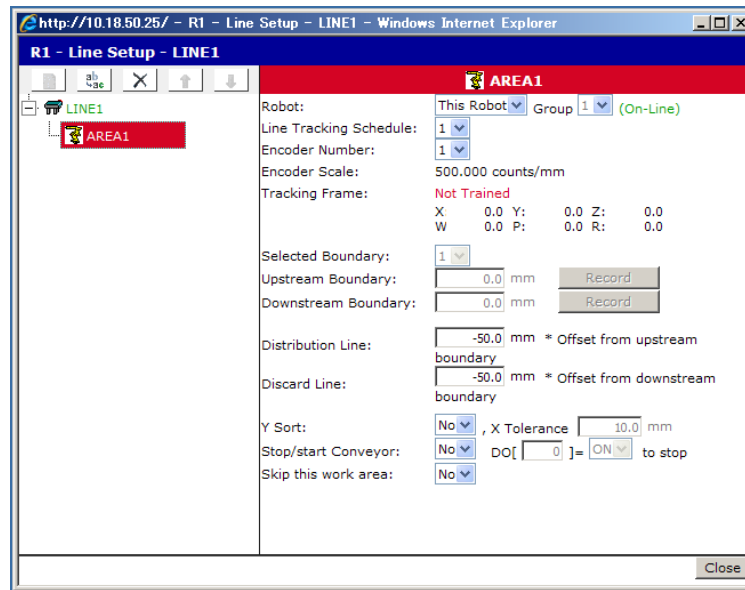 http://10.18.50.25/ - R1 - Line Setup - LINE1 - Windows Internet Explorer
R1 - Line Setup - LINE1
ab
ac
AREA1
LINE1
AREA1
Robot: This Robot Group 1 (On-Line)
Line Tracking Schedule: 1
Encoder Number: 1
Encoder Scale: 500.000 counts/mm
Tracking Frame: Not Trained
X 0.0 Y: 0.0 Z: 0.0
W 0.0 P: 0.0 R: 0.0
Selected Boundary: 1
Upstream Boundary: 0.0 mm Record
Downstream Boundary: 0.0 mm Record
Distribution Line: -50.0 mm * Offset from upstream
boundary
Discard Line: -50.0 mm * Offset from downstream
boundary
Y Sort: No , X Tolerance 10.0 mm
Stop/start Conveyor: No DO[ 0 ]= ON to stop
Skip this work area: No
Close